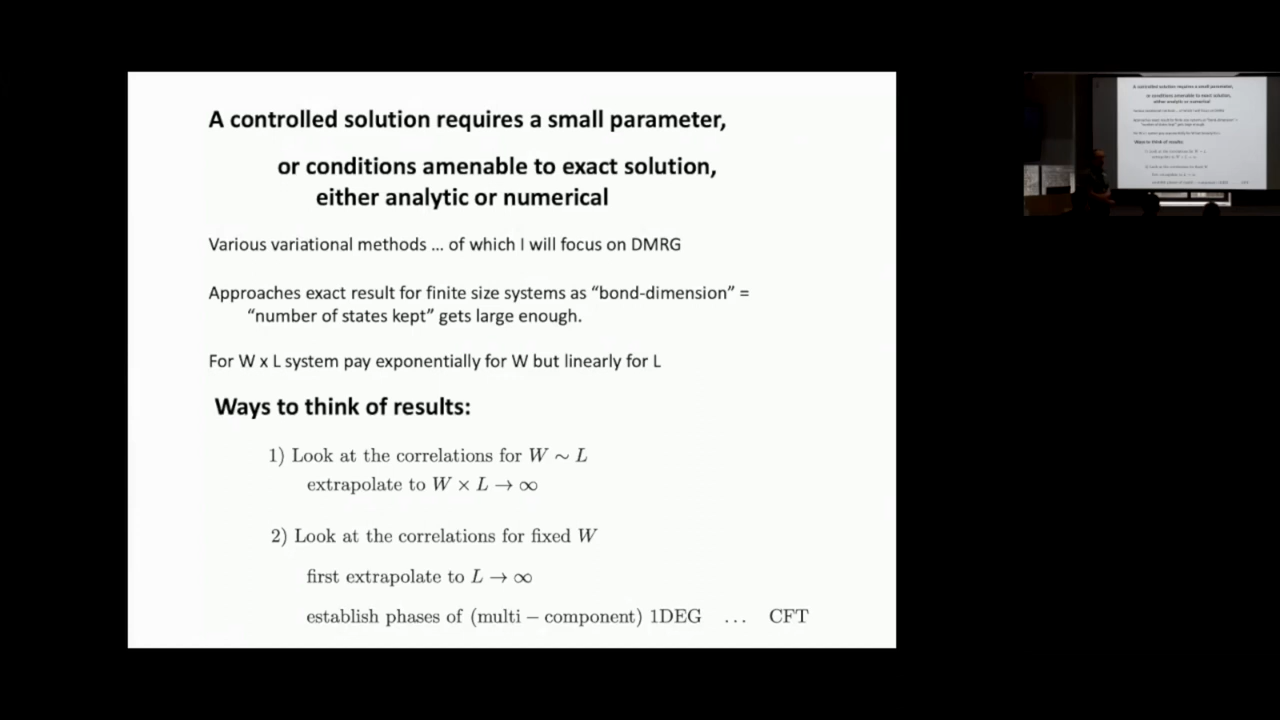 A controlled solution requires a small parameter,
or conditions amenable to exact solution,
either analytic or numerical
Various variational methods ... of which I will focus on DMRG
Approaches exact result for finite size systems as “bond-dimension” =
“number of states kept” gets large enough.
For W x L system pay exponentially for W but linearly for L
Ways to think of results:
1) Look at the correlations for W ∼ L
extrapolate to W × L → ∞
2) Look at the correlations for fixed W
first extrapolate to L → ∞
establish phases of (multi − component) 1DEG ... CFT